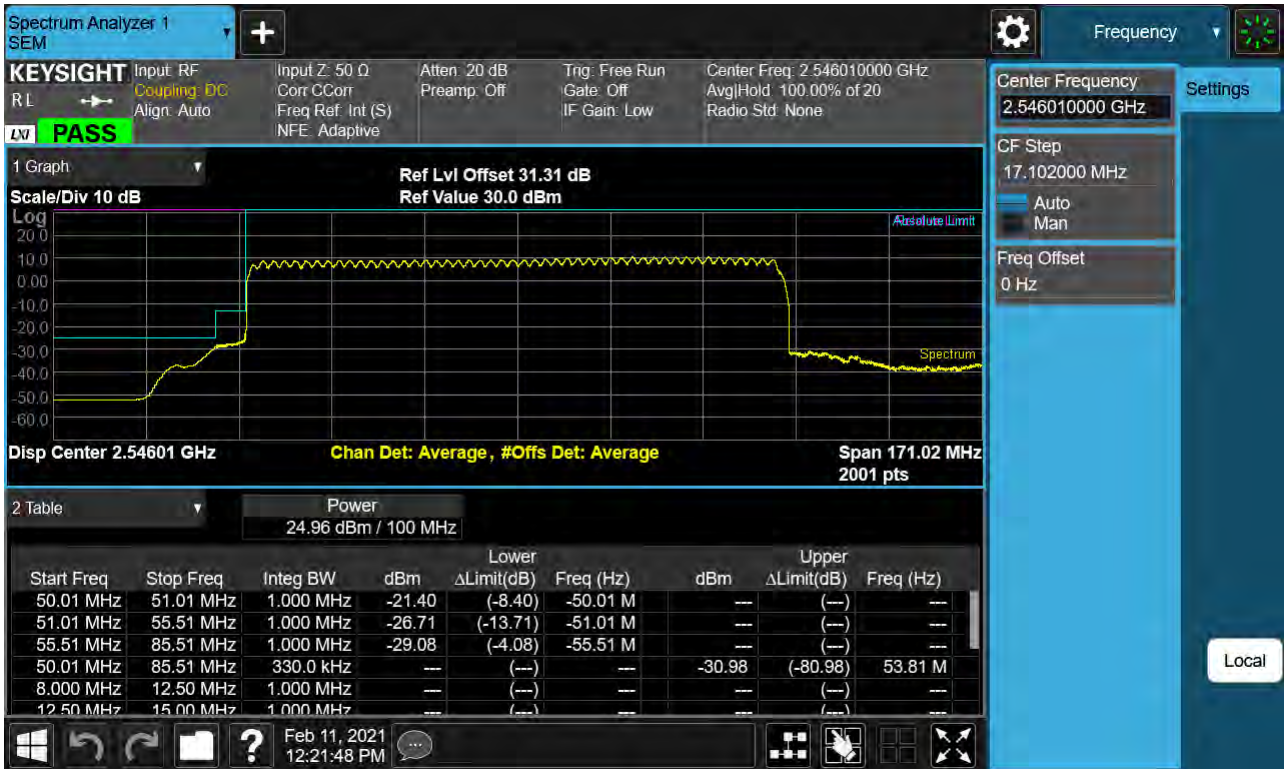 Spectrum Analyzer 1
SEM
Frequency
KEYSIGHT
R L
LXI
PASS
Input: RF
Coupling: DC
Align: Auto
Input Z: 50 Ω
Corr CCorr
Freq Ref: Int (S)
NFE: Adaptive
Atten: 20 dB
Preamp: Off
Trig: Free Run
Gate: Off
IF Gain: Low
Center Freq: 2.546010000 GHz
Avg|Hold: 100.00% of 20
Radio Std: None
Center Frequency
2.546010000 GHz
Settings
CF Step
17.102000 MHz
Auto
Man
Freq Offset
0 Hz
Local
1 Graph
Scale/Div 10 dB
Ref Lvl Offset 31.31 dB
Ref Value 30.0 dBm
Log
20.0
10.0
0.00
-10.0
-20.0
-30.0
-40.0
-50.0
-60.0
Absolute Limit
Spectrum
Disp Center 2.54601 GHz
Chan Det: Average, #Offs Det: Average
Span 171.02 MHz
2001 pts
2 Table
Power
24.96 dBm / 100 MHz
Lower Upper
Start Freq Stop Freq Integ BW dBm ΔLimit(dB) Freq (Hz) dBm ΔLimit(dB) Freq (Hz)
50.01 MHz 51.01 MHz 1.000 MHz -21.40 (-8.40) -50.01 M --- (---) ---
51.01 MHz 55.51 MHz 1.000 MHz -26.71 (-13.71) -51.01 M --- (---) ---
55.51 MHz 85.51 MHz 1.000 MHz -29.08 (-4.08) -55.51 M --- (---) ---
50.01 MHz 85.51 MHz 330.0 kHz --- (---) --- -30.98 (-80.98) 53.81 M
8.000 MHz 12.50 MHz 1.000 MHz --- (---) --- --- (---) ---
12.50 MHz 15.00 MHz 1.000 MHz --- (---) --- --- (---) ---
Feb 11, 2021
12:21:48 PM